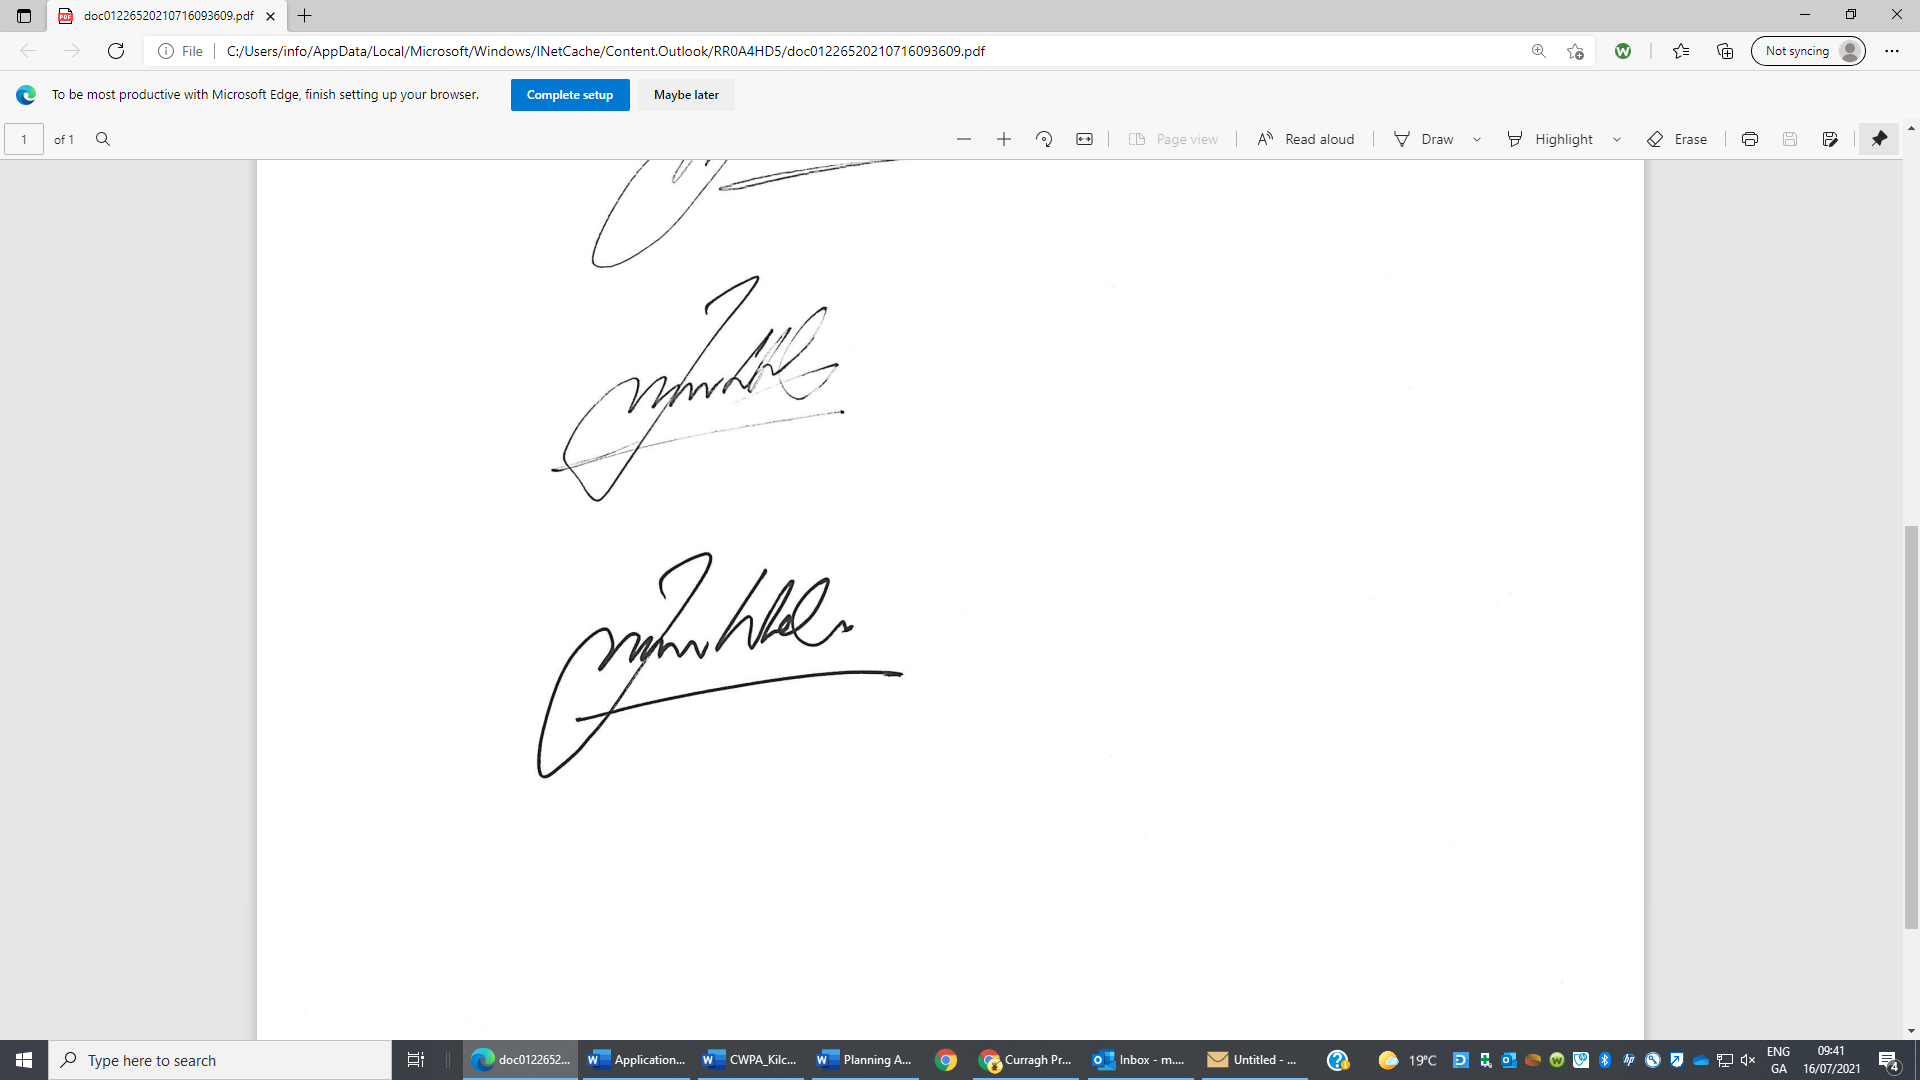 doc01226520210716093609.pdf
File C:/Users/info/AppData/Local/Microsoft/Windows/INetCache/Content.Outlook/RR0A4HD5/doc01226520210716093609.pdf Not syncing
To be most productive with Microsoft Edge, finish setting up your browser. Complete setup Maybe later
1 of 1 Page view Read aloud Draw Highlight Erase
Type here to search doc0122652... Application... CWPA_Kilc... Planning A... Curragh Pr... Inbox - m.... Untitled - ... 19°C ENG 09:41
GA 16/07/2021 4